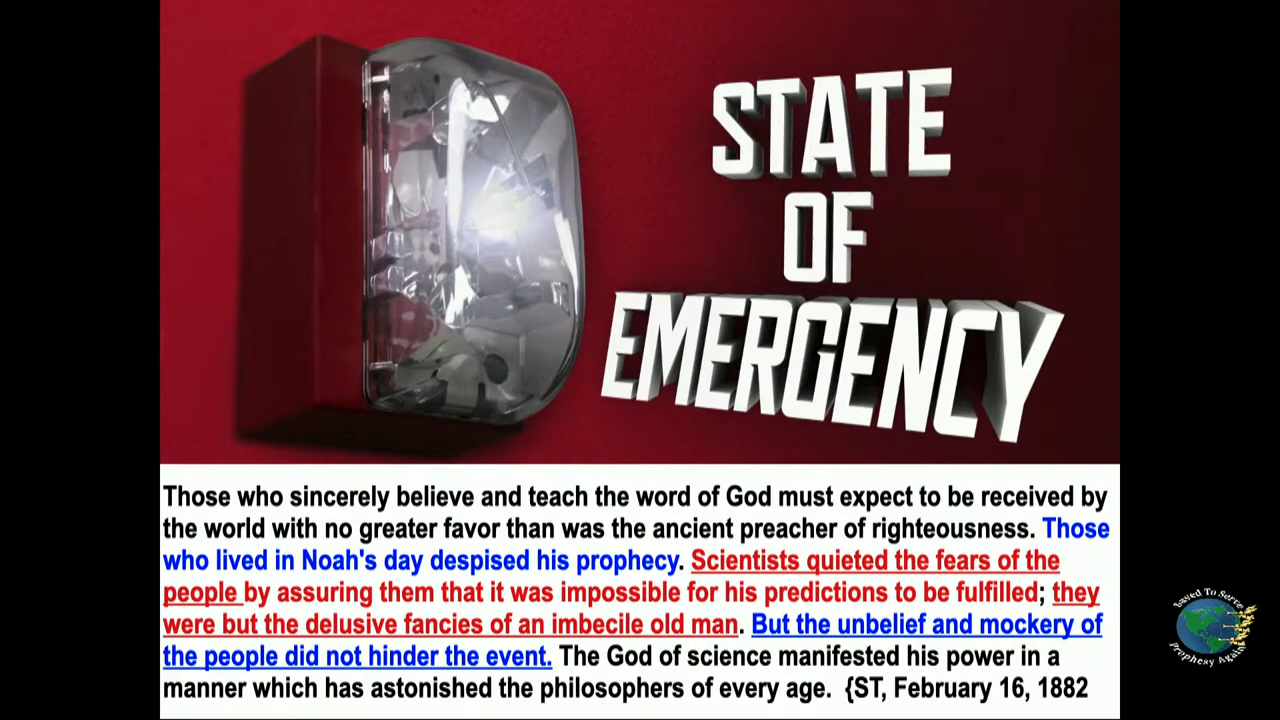 STATE
OF
EMERGENCY
Those who sincerely believe and teach the word of God must expect to be received by
the world with no greater favor than was the ancient preacher of righteousness. Those
who lived in Noah's day despised his prophecy. Scientists quieted the fears of the
people by assuring them that it was impossible for his predictions to be fulfilled; they
were but the delusive fancies of an imbecile old man. But the unbelief and mockery of
the people did not hinder the event. The God of science manifested his power in a
manner which has astonished the philosophers of every age. {ST, February 16, 1882
Saved To Serve
Prophesy Again